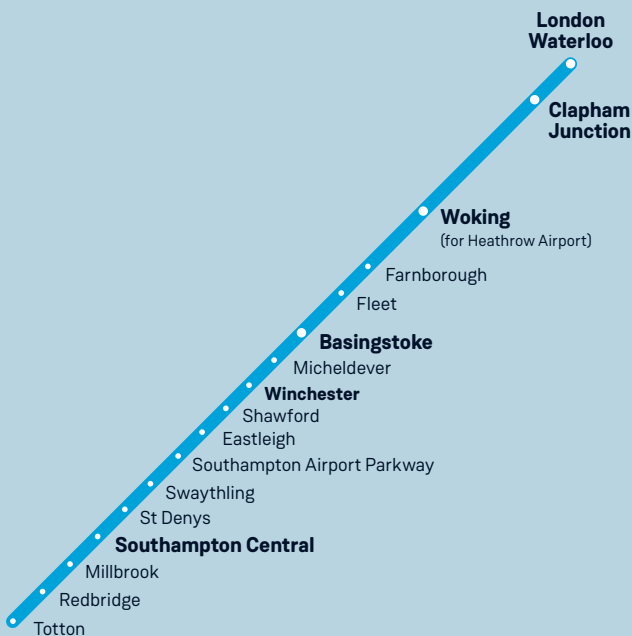 London
Waterloo
Clapham
Junction
Woking
(for Heathrow Airport)
Farnborough
Fleet
Basingstoke
Micheldever
Winchester
Shawford
Eastleigh
Southampton Airport Parkway
Swaythling
St Denys
Southampton Central
Millbrook
Redbridge
Totton